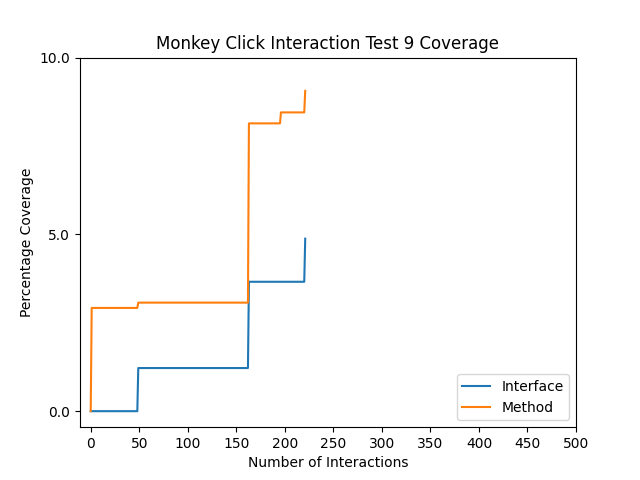 Monkey Click Interaction Test 9 Coverage
10.0
5.0
0.0
Percentage Coverage
Interface
Method
0 50 100 150 200 250 300 350 400 450 500
Number of Interactions